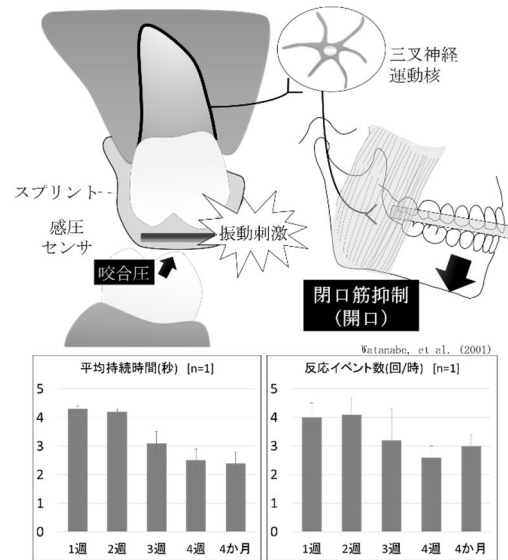 三叉神経
運動核
スプリント
感圧
センサ
振動刺激
咬合圧
閉口筋抑制
(開口)
Watanabe, et al. (2001)
平均持続時間(秒) [n=1]
5
4
3
2
1
0
1週 2週 3週 4週 4か月
反応イベント数(回/時) [n=1]
5
4
3
2
1
0
1週 2週 3週 4週 4か月